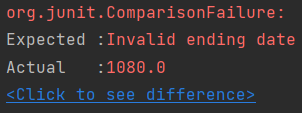 org.junit.ComparisonFailure:
Expected :Invalid ending date
Actual   :1080.0
<Click to see difference>